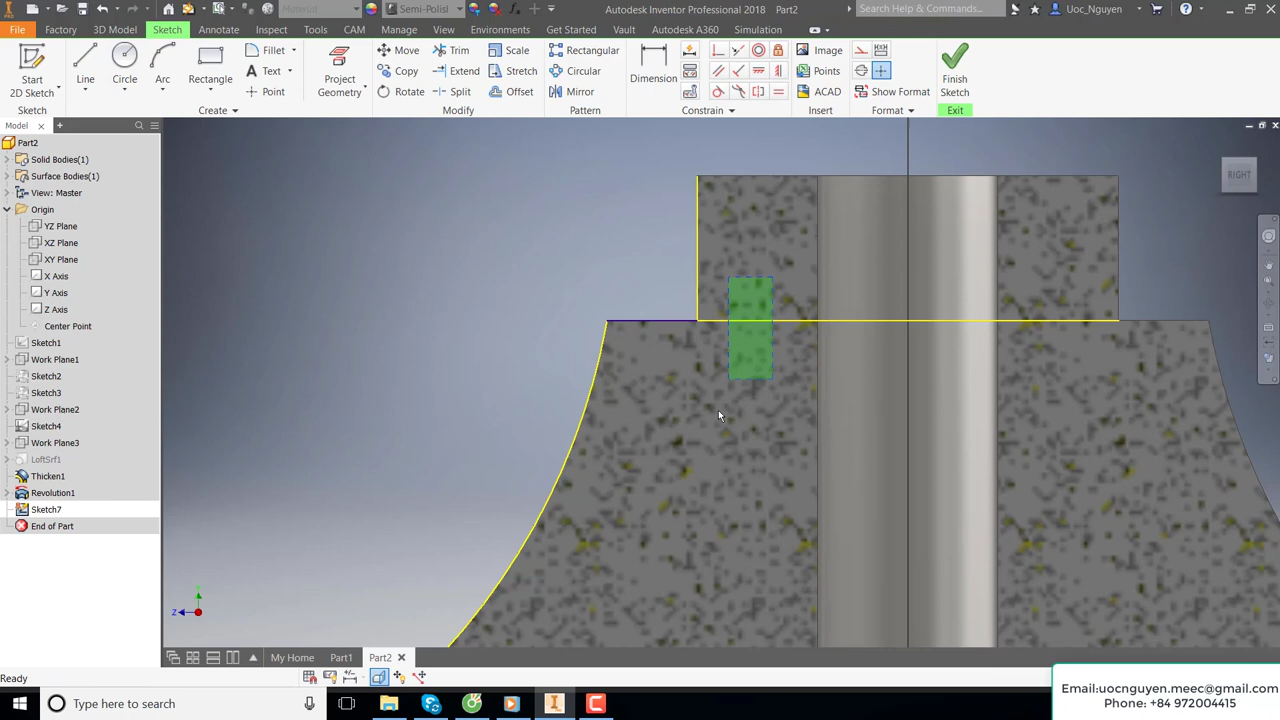 Material
Semi-Polisl
Autodesk Inventor Professional 2018   Part2
Search Help & Commands...
Uoc_Nguyen
File
Factory
3D Model
Sketch
Annotate
Inspect
Tools
CAM
Manage
View
Environments
Get Started
Vault
Autodesk A360
Simulation
Start
2D Sketch
Line
Circle
Arc
Rectangle
Fillet
Text
Point
Project
Geometry
Move
Copy
Rotate
Trim
Extend
Split
Scale
Stretch
Offset
Rectangular
Circular
Mirror
Dimension
Image
Points
ACAD
Show Format
Finish
Sketch
Sketch
Create
Modify
Pattern
Constrain
Insert
Format
Exit
Model
Part2
Solid Bodies(1)
Surface Bodies(1)
View: Master
Origin
YZ Plane
XZ Plane
XY Plane
X Axis
Y Axis
Z Axis
Center Point
Sketch1
Work Plane1
Sketch2
Sketch3
Work Plane2
Sketch4
Work Plane3
LoftSrf1
Thicken1
Revolution1
Sketch7
End of Part
RIGHT
Z
My Home
Part1
Part2
Ready
Type here to search
Email:uocnguyen.meec@gmail.com
Phone: +84 972004415